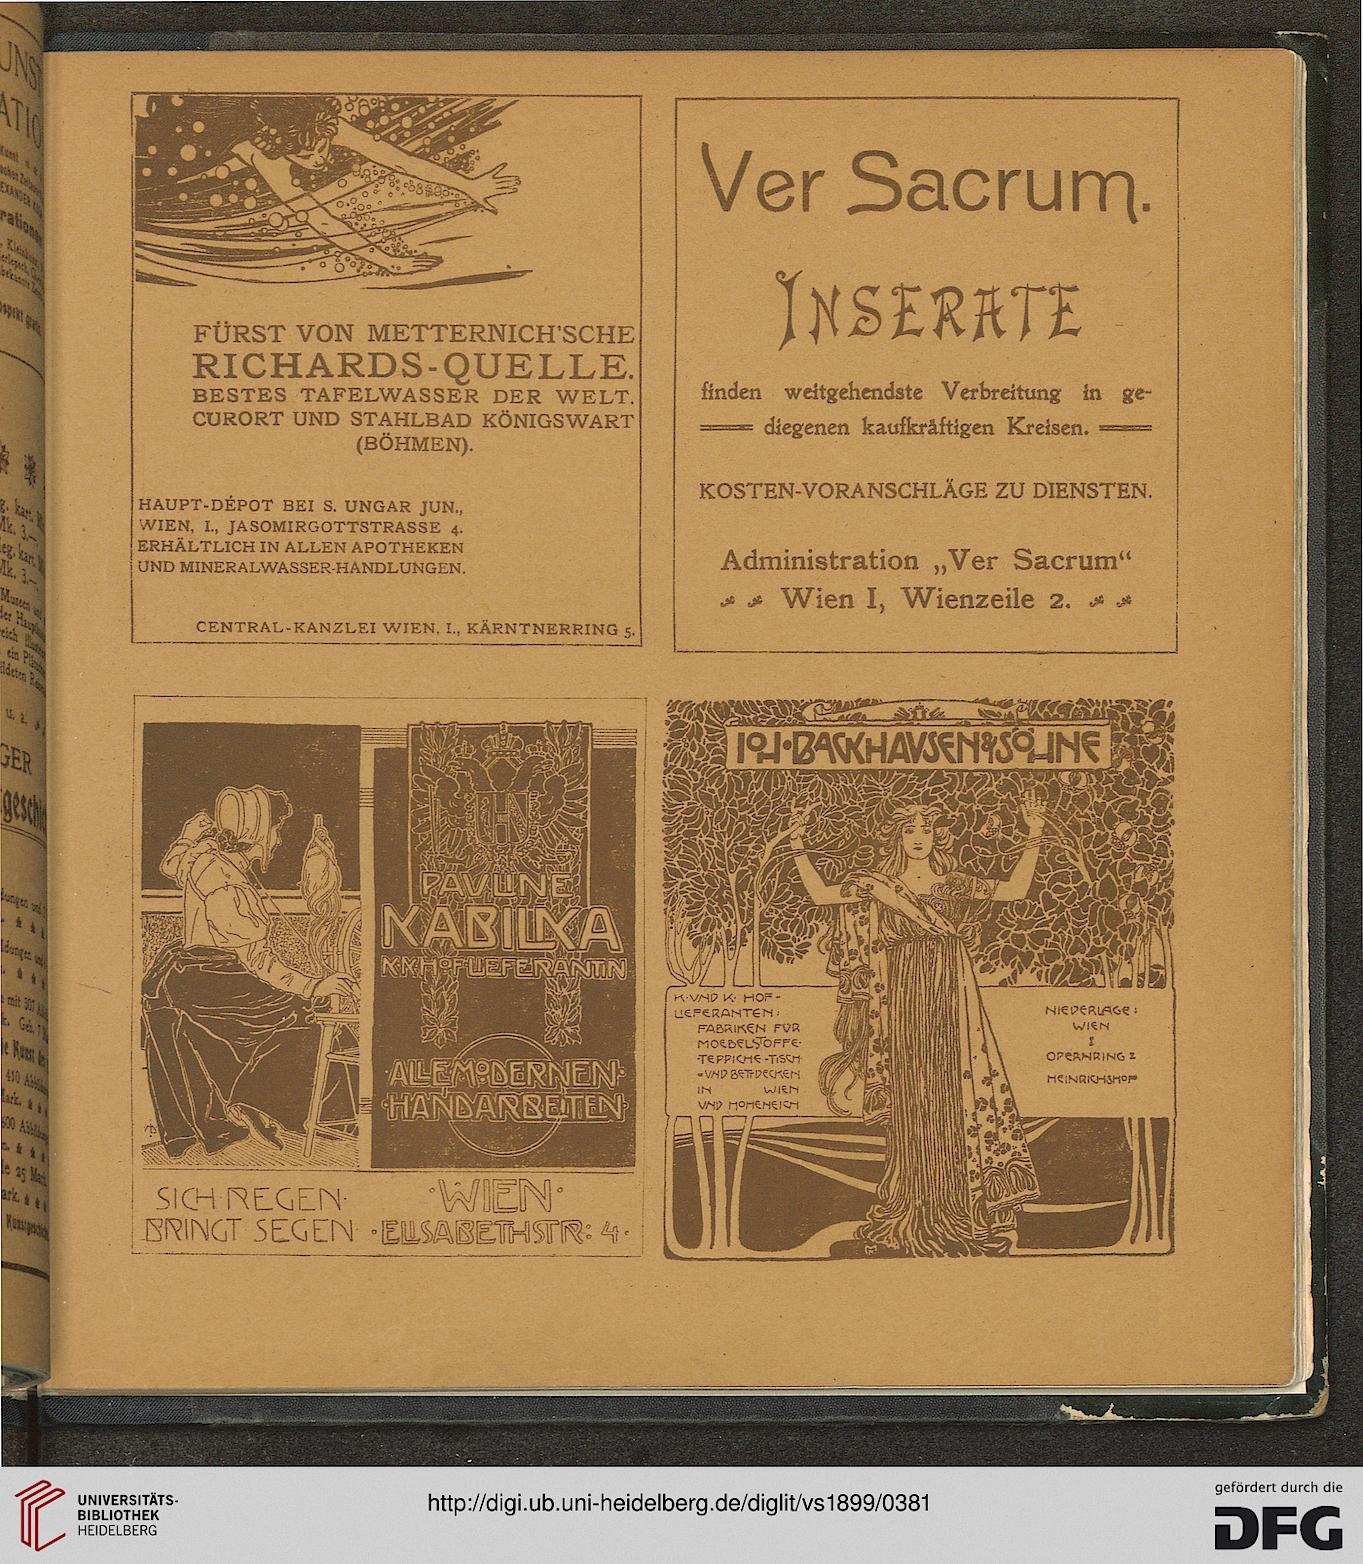 FÜRST VON METTERNICH'SCHE
RICHARDS-QUELLE.
BESTES TAFELWASSER DER WELT.
CURORT UND STAHLBAD KÖNIGSWART
(BÖHMEN).
HAUPT-DÉPOT BEI S. UNGAR JUN.,
WIEN, I., JASOMIRGOTTSTRASSE 4.
ERHÄLTLICH IN ALLEN APOTHEKEN
UND MINERALWASSER-HANDLUNGEN.
CENTRAL-KANZLEI WIEN, I., KÄRNTNERRING 5.
Ver Sacrum.
INSERATE
finden weitgehendste Verbreitung in ge-
diegenen kaufkräftigen Kreisen.
KOSTEN-VORANSCHLÄGE ZU DIENSTEN.
Administration „Ver Sacrum“
Wien I, Wienzeile 2.
PAULINE
KABILKA
K.K.HOFLIEFERANTIN
·ALLE MODERNEN·
·HANDARBEITEN·
SICH REGEN·
BRINGT SEGEN
·WIEN·
·ELISABETHSTR: 4·
JOH·BACKHAVSEN&SÖHNE
K·VND K· HOF-
LIEFERANTEN:
FABRIKEN FVR
MOEBELSTOFFE·
·TEPPICHE·TISCH
·VND BETTDECKEN
IN WIEN
VND HOHENEICH
NIEDERLAGE:
WIEN
I
OPERNRING 2
HEINRICHSHOF
UNIVERSITÄTS-
BIBLIOTHEK
HEIDELBERG
http://digi.ub.uni-heidelberg.de/diglit/vs1899/0381
gefördert durch die
DFG